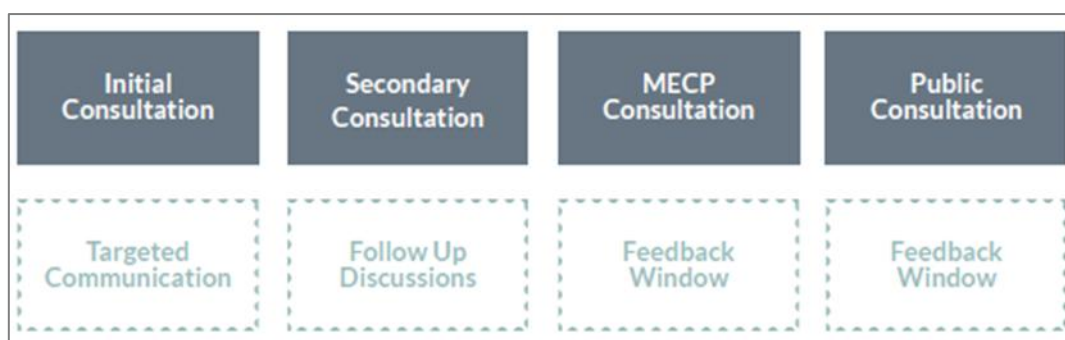 Initial
Consultation
Secondary
Consultation
MECP
Consultation
Public
Consultation
Targeted
Communication
Follow Up
Discussions
Feedback
Window
Feedback
Window